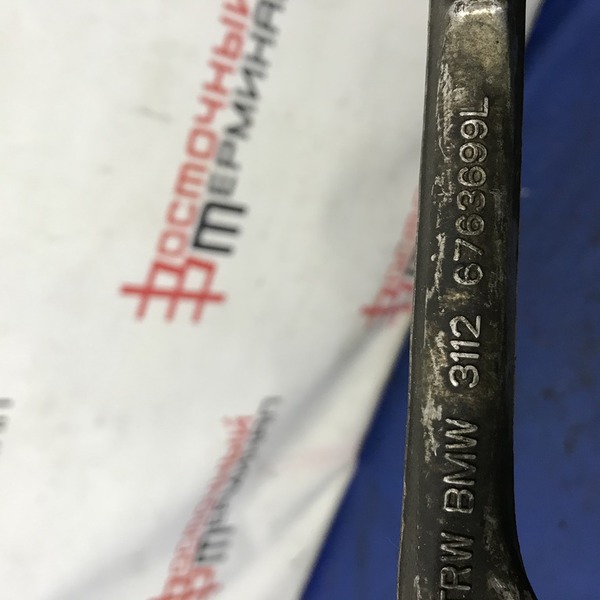 ВОСТОЧНЫЙ
ТЕРМИНАЛ
TRW BMW 3112 6763699L
восточный
терминал